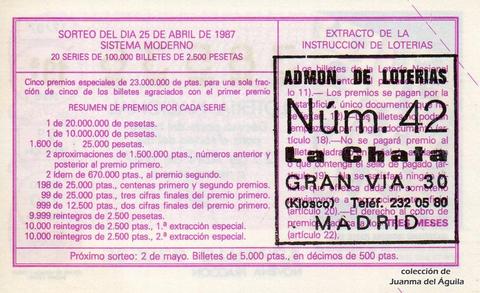 SORTEO DEL DIA 25 DE ABRIL DE 1987
SISTEMA MODERNO
20 SERIES DE 100.000 BILLETES DE 2.500 PESETAS
Cinco premios especiales de 23.000.000 de ptas. para una sola frac-
ción de cinco de los billetes agraciados con el primer premio
RESUMEN DE PREMIOS POR CADA SERIE
1 de 20.000.000 de pesetas.
1 de 10.000.000 de pesetas.
1.600 de 25.000 pesetas.
2 aproximaciones de 1.500.000 ptas., números anterior y
posterior al premio primero.
2 idem de 670.000 ptas., al premio segundo.
198 de 25.000 ptas., centenas primero y segundo premios.
99 de 25.000 ptas., tres cifras finales del premio primero.
999 de 12.500 ptas., dos cifras finales del premio primero.
9.999 reintegros de 2.500 pesetas.
10.000 reintegros de 2.500 ptas., 1.ª extracción especial.
10.000 reintegros de 2.500 ptas., 2.ª extracción especial.
EXTRACTO DE LA
INSTRUCCION DE LOTERIAS
ADMON. DE LOTERIAS
Núm. 42
La Chata
GRAN VIA, 30
(Kiosco) Teléf. 232 05 80
MADRID
TRES MESES
(artículo 22).
Próximo sorteo: 2 de mayo. Billetes de 5.000 ptas., en décimos de 500 ptas.
colección de
Juanma del Águila